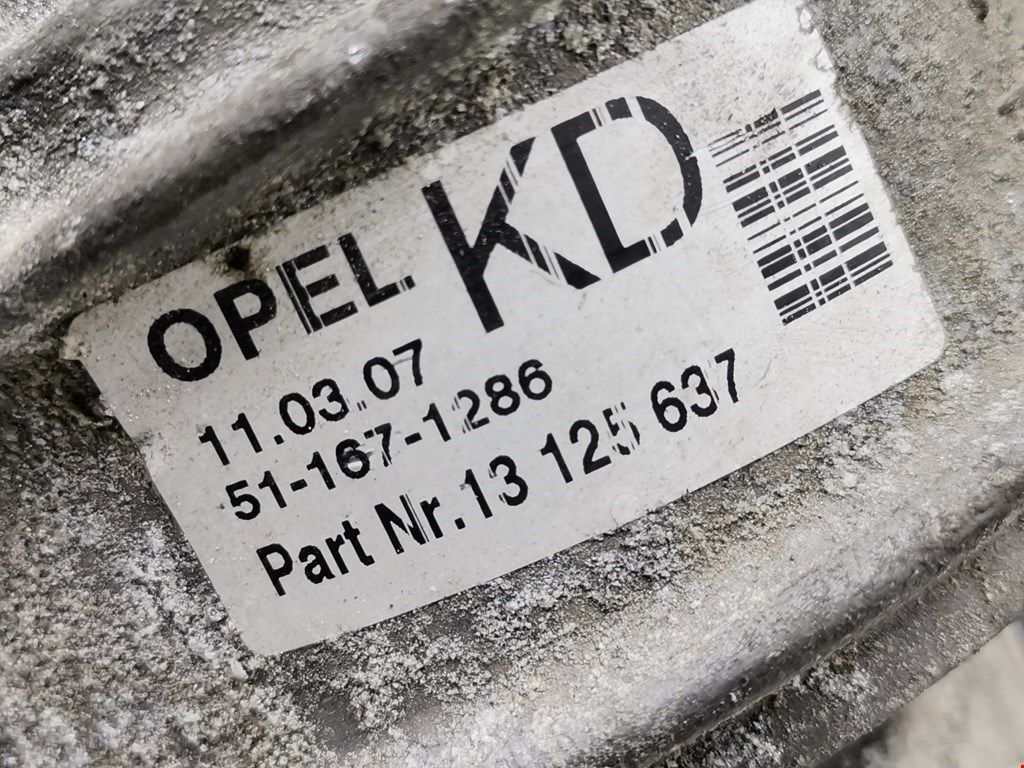 OPEL KD
11.03.07
51-167-1286
Part Nr.13 125 637